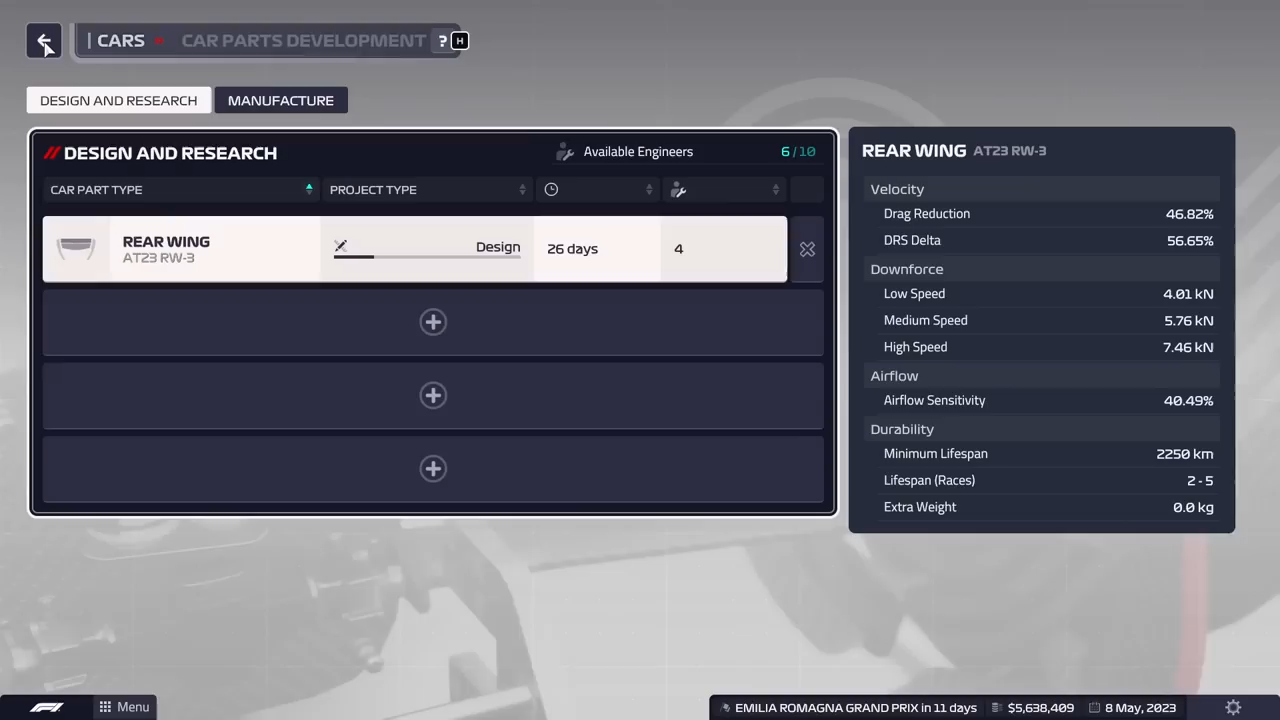 CARS
CAR PARTS DEVELOPMENT
? H
DESIGN AND RESEARCH
MANUFACTURE
DESIGN AND RESEARCH
Available Engineers
6/10
CAR PART TYPE
PROJECT TYPE
REAR WING
AT23 RW-3
Design
26 days
4
REAR WING AT23 RW-3
Velocity
Drag Reduction 46.82%
DRS Delta 56.65%
Downforce
Low Speed 4.01 kN
Medium Speed 5.76 kN
High Speed 7.46 kN
Airflow
Airflow Sensitivity 40.49%
Durability
Minimum Lifespan 2250 km
Lifespan (Races) 2 - 5
Extra Weight 0.0 kg
F1
Menu
EMILIA ROMAGNA GRAND PRIX in 11 days
$5,638,409
8 May, 2023